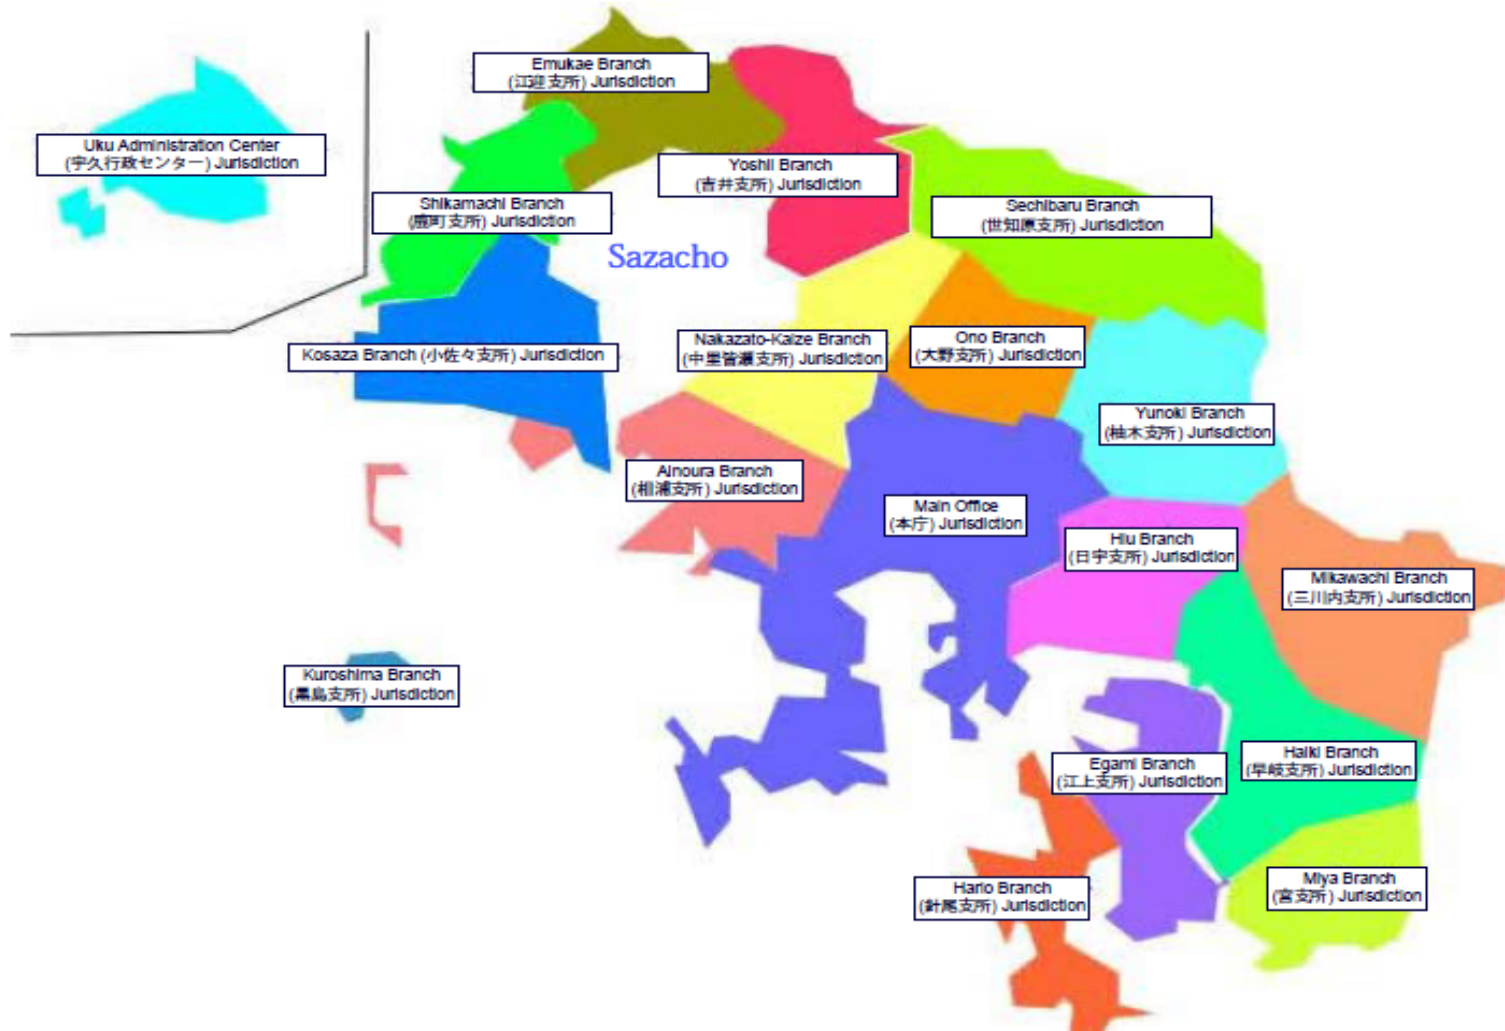 Emukae Branch
(江迎支所) Jurisdiction
Uku Administration Center
(宇久行政センター) Jurisdiction
Yoshii Branch
(吉井支所) Jurisdiction
Shikamachi Branch
(鹿町支所) Jurisdiction
Sechibaru Branch
(世知原支所) Jurisdiction
Sazacho
Nakazato-Kaize Branch
(中里皆瀬支所) Jurisdiction
Ono Branch
(大野支所) Jurisdiction
Kosaza Branch (小佐々支所) Jurisdiction
Yunoki Branch
(柚木支所) Jurisdiction
Ainoura Branch
(相浦支所) Jurisdiction
Main Office
(本庁) Jurisdiction
Hiu Branch
(日宇支所) Jurisdiction
Mikawachi Branch
(三川内支所) Jurisdiction
Kuroshima Branch
(黒島支所) Jurisdiction
Egami Branch
(江上支所) Jurisdiction
Haiki Branch
(早岐支所) Jurisdiction
Hario Branch
(針尾支所) Jurisdiction
Miya Branch
(宮支所) Jurisdiction